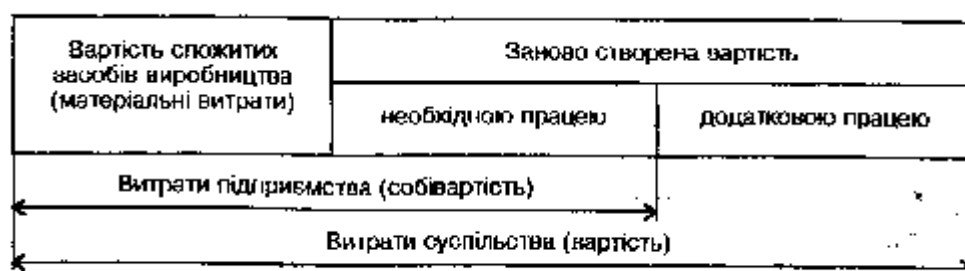 Вартість спожитих
засобів виробництва
(матеріальні витрати)
Заново створена вартість
необхідною працею
додатковою працею
Витрати підприємства (собівартість)
Витрати суспільства (вартість)